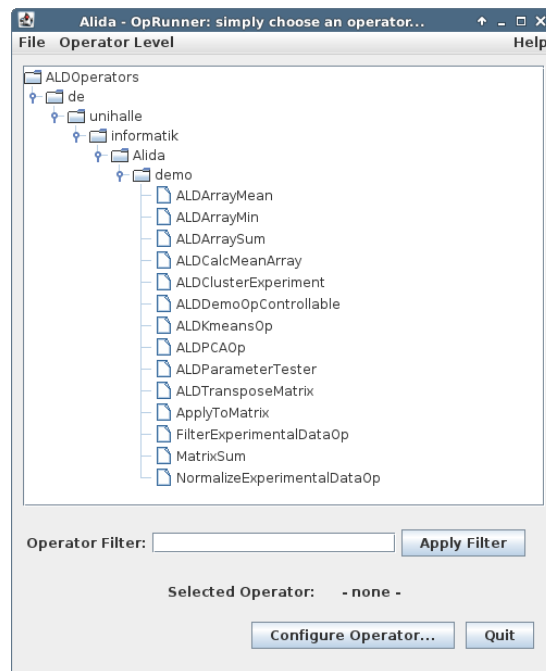 Alida - OpRunner: simply choose an operator...
File Operator Level Help
ALDOperators
de
unihalle
informatik
Alida
demo
ALDArrayMean
ALDArrayMin
ALDArraySum
ALDCalcMeanArray
ALDClusterExperiment
ALDDemoOpControllable
ALDKmeansOp
ALDPCAOp
ALDParameterTester
ALDTransposeMatrix
ApplyToMatrix
FilterExperimentalDataOp
MatrixSum
NormalizeExperimentalDataOp
Operator Filter: Apply Filter
Selected Operator: - none -
Configure Operator... Quit